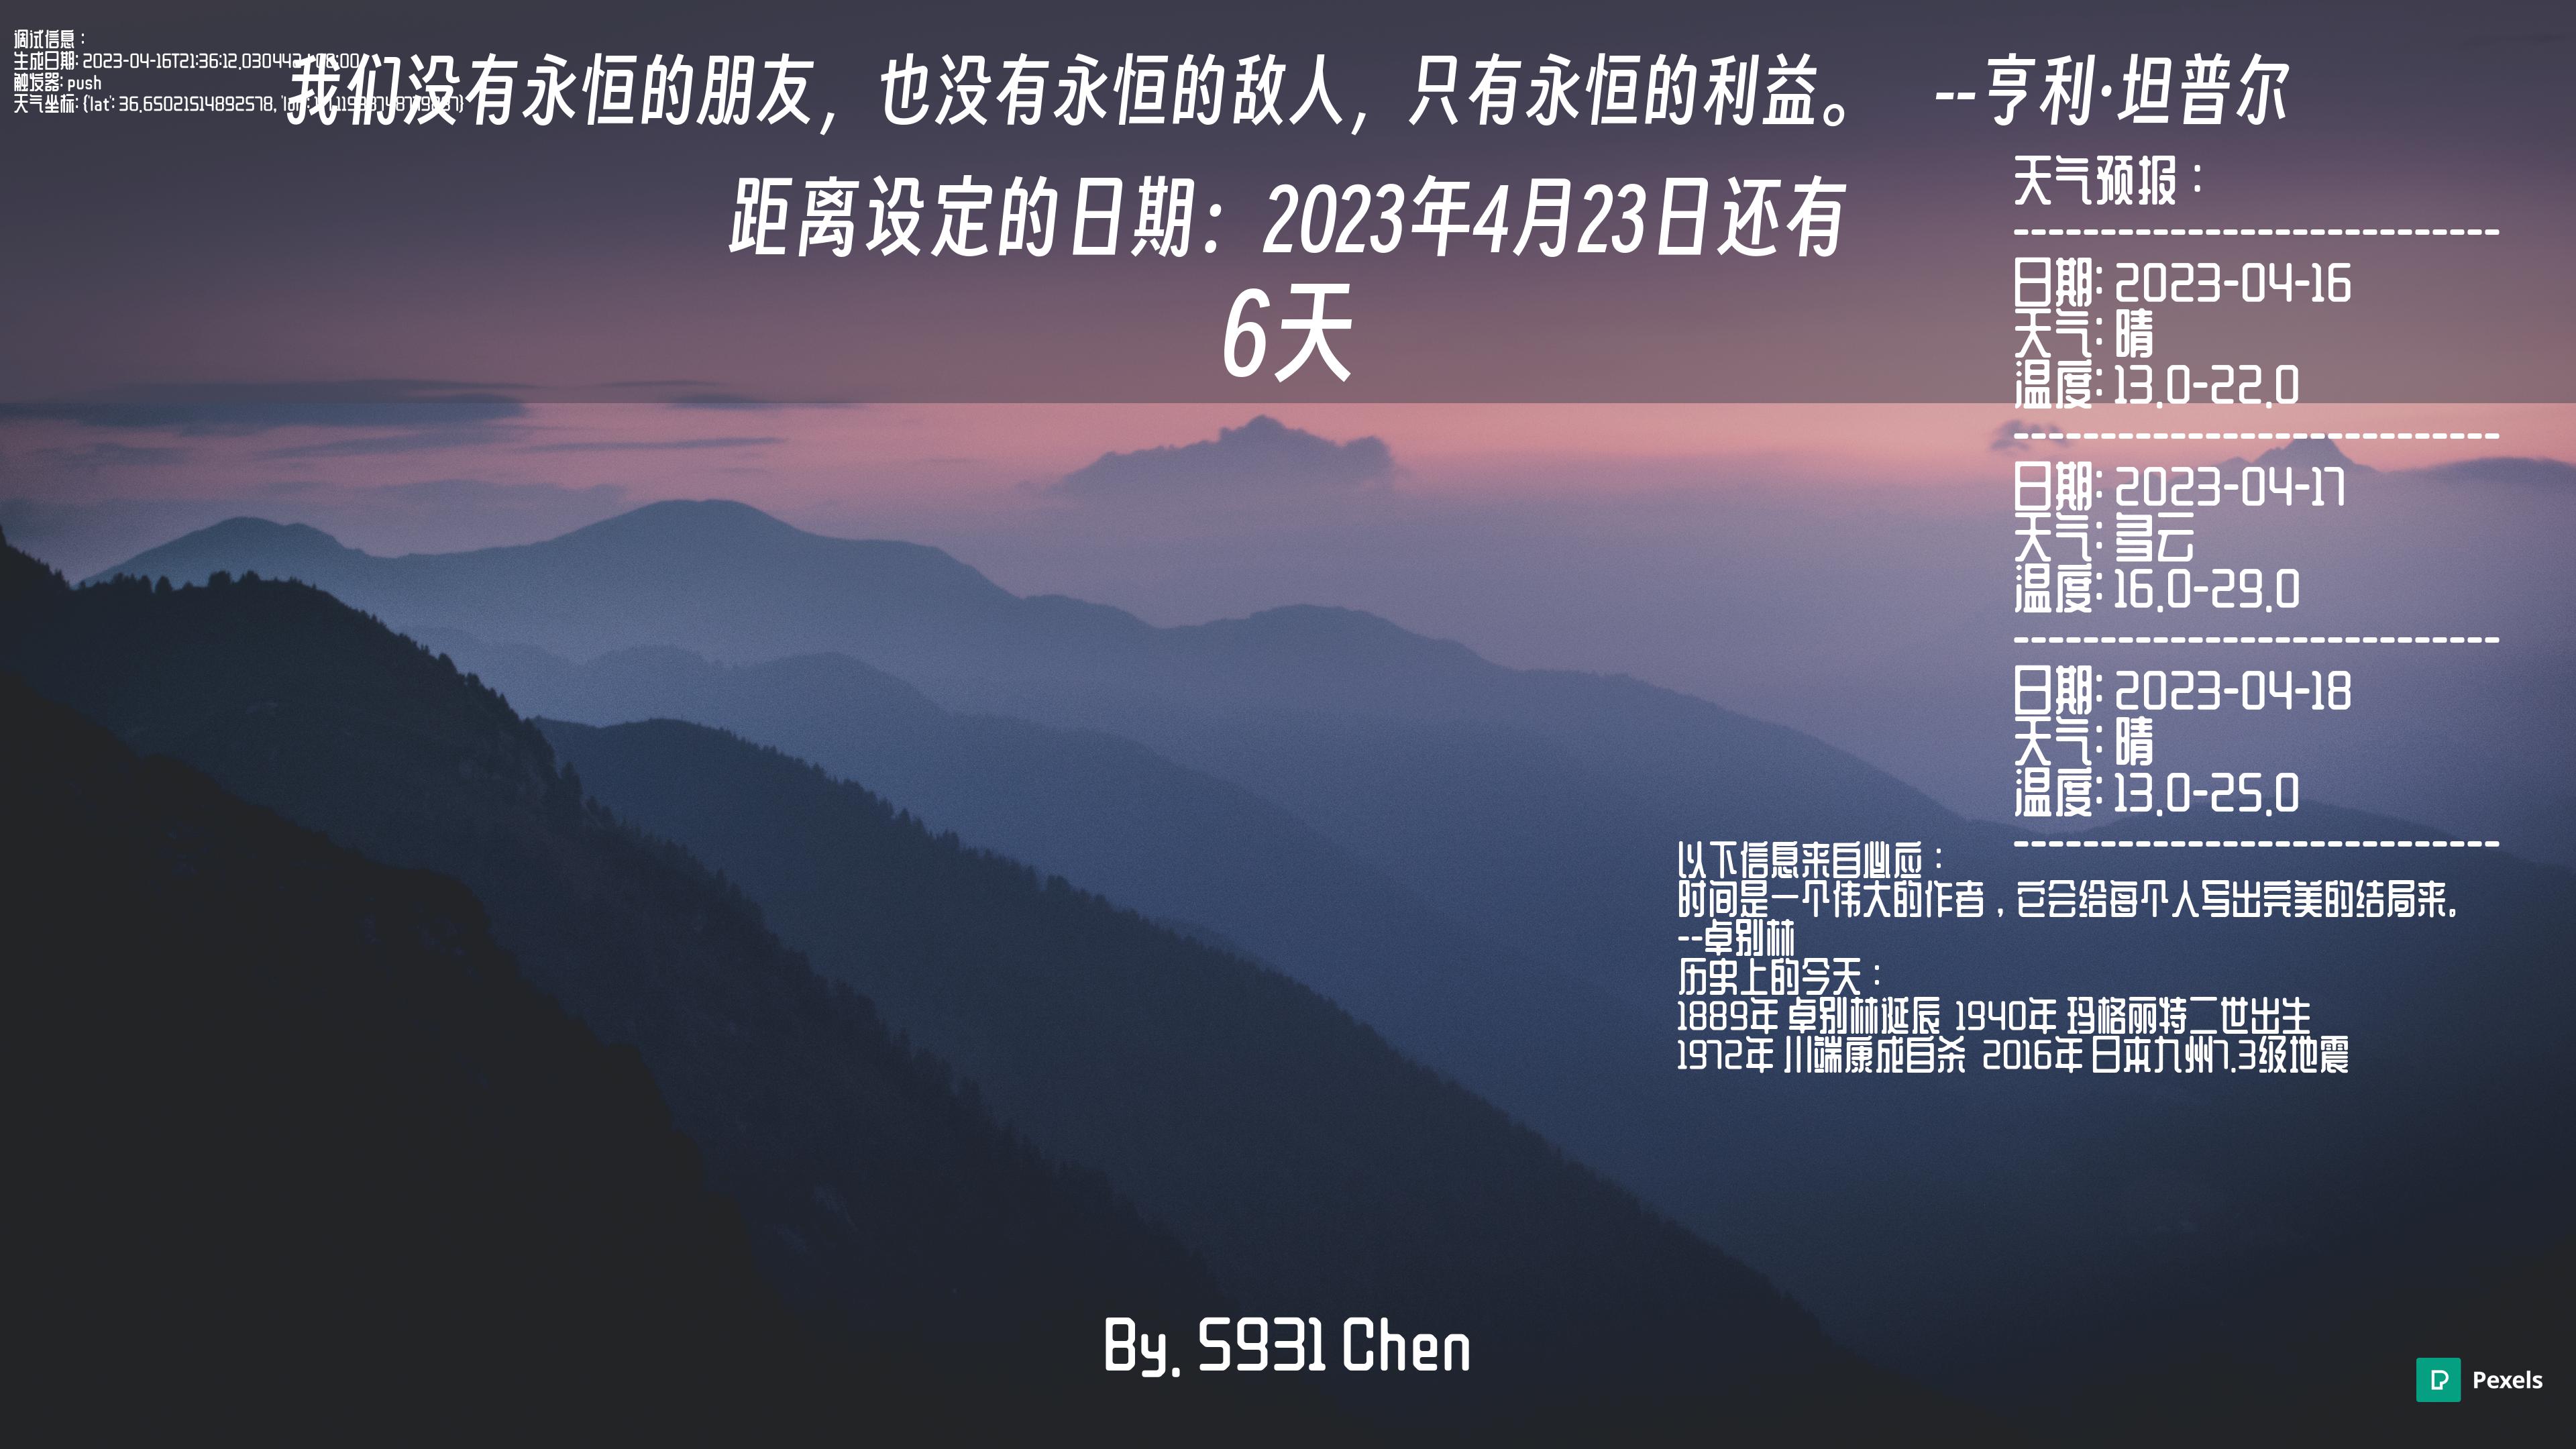 调试信息：
生成日期: 2023-04-16T21:36:12.030442
触发器: push
天气坐标: {'lat': 36.65021514892578, 'lon':
我们没有永恒的朋友，也没有永恒的敌人，只有永恒的利益。 --亨利·坦普尔
距离设定的日期：2023年4月23日还有
6天
天气预报：
----------------------------
日期: 2023-04-16
天气: 晴
温度: 13.0-22.0
----------------------------
日期: 2023-04-17
天气: 多云
温度: 16.0-29.0
----------------------------
日期: 2023-04-18
天气: 晴
温度: 13.0-25.0
----------------------------
以下信息来自必应：
时间是一个伟大的作者，它会给每个人写出完美的结局来。
--卓别林
历史上的今天：
1889年 卓别林诞辰 1940年 玛格丽特二世出生
1972年 川端康成自杀 2016年 日本九州7.3级地震
By. 5931 Chen
Pexels